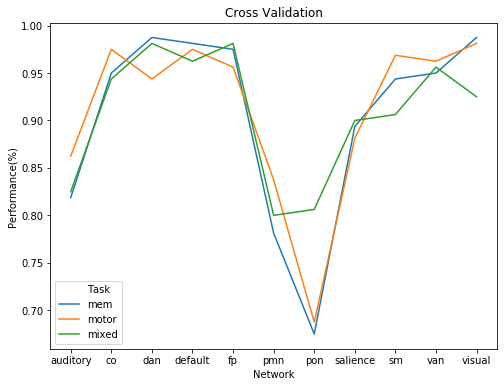 Cross Validation
Performance(%)
1.00
0.95
0.90
0.85
0.80
0.75
0.70
Task
mem
motor
mixed
auditory co dan default fp pmn pon salience sm van visual
Network